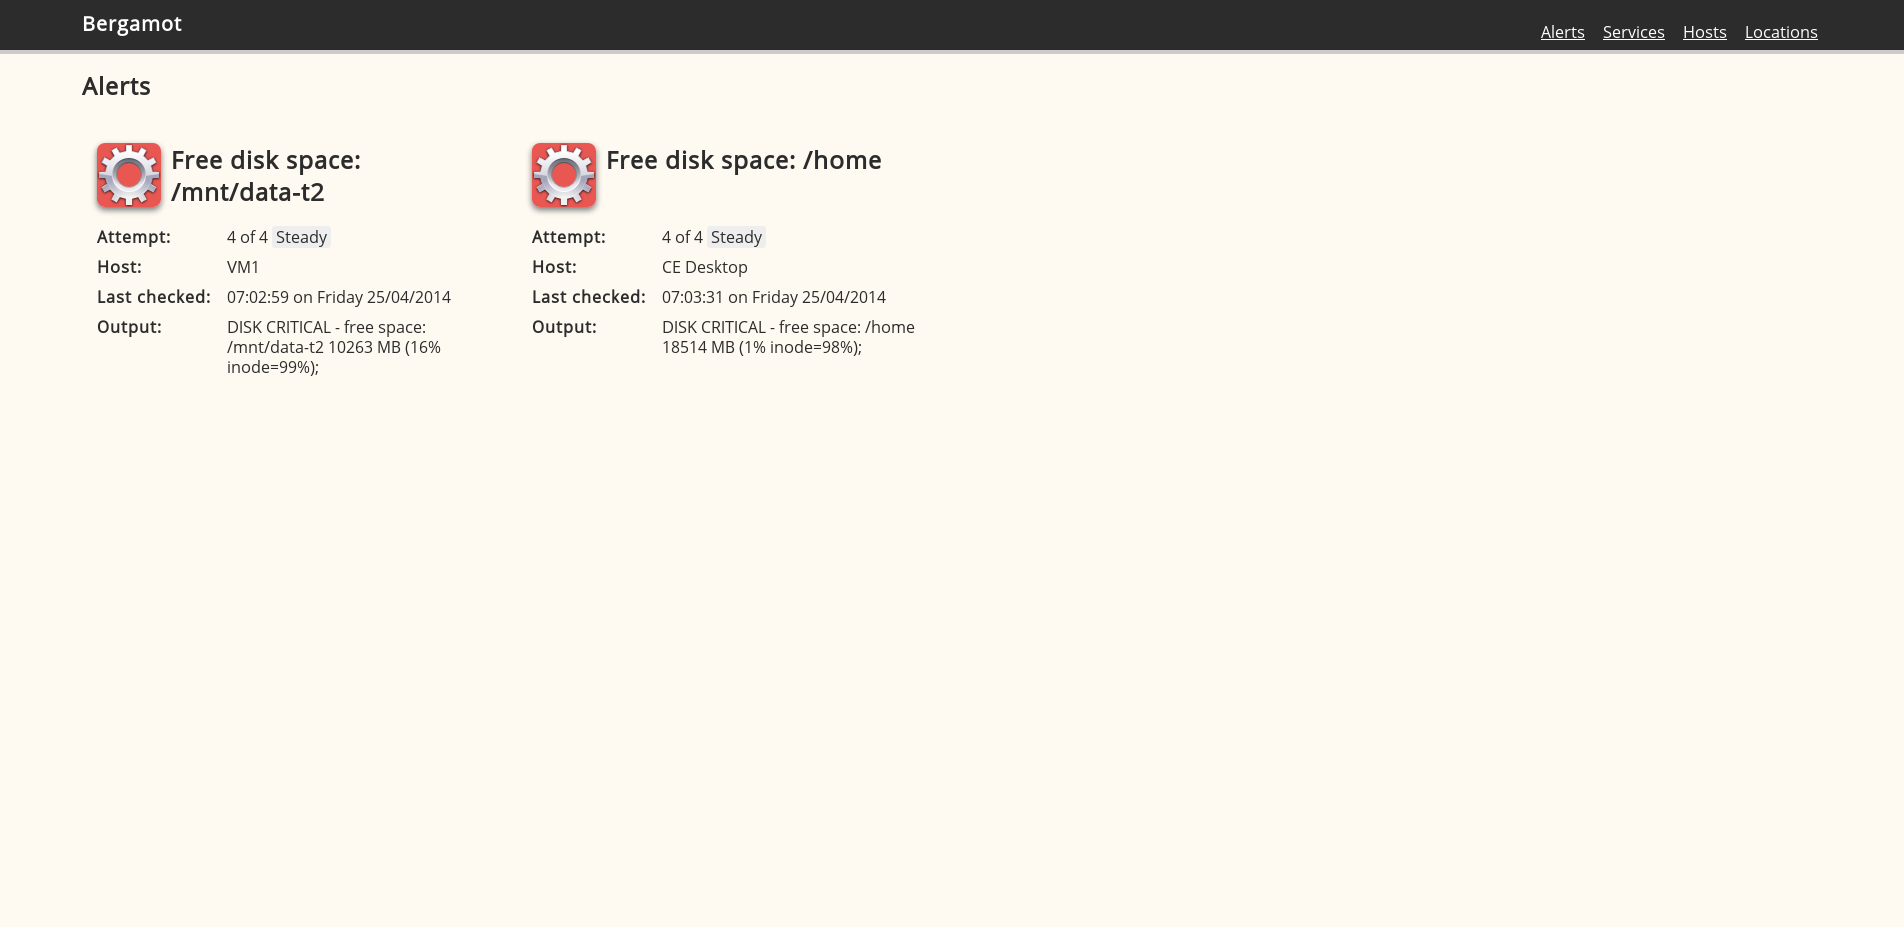 Bergamot
Alerts Services Hosts Locations
Alerts
Free disk space:
/mnt/data-t2
Attempt: 4 of 4 Steady
Host: VM1
Last checked: 07:02:59 on Friday 25/04/2014
Output: DISK CRITICAL - free space:
/mnt/data-t2 10263 MB (16%
inode=99%);
Free disk space: /home
Attempt: 4 of 4 Steady
Host: CE Desktop
Last checked: 07:03:31 on Friday 25/04/2014
Output: DISK CRITICAL - free space: /home
18514 MB (1% inode=98%);